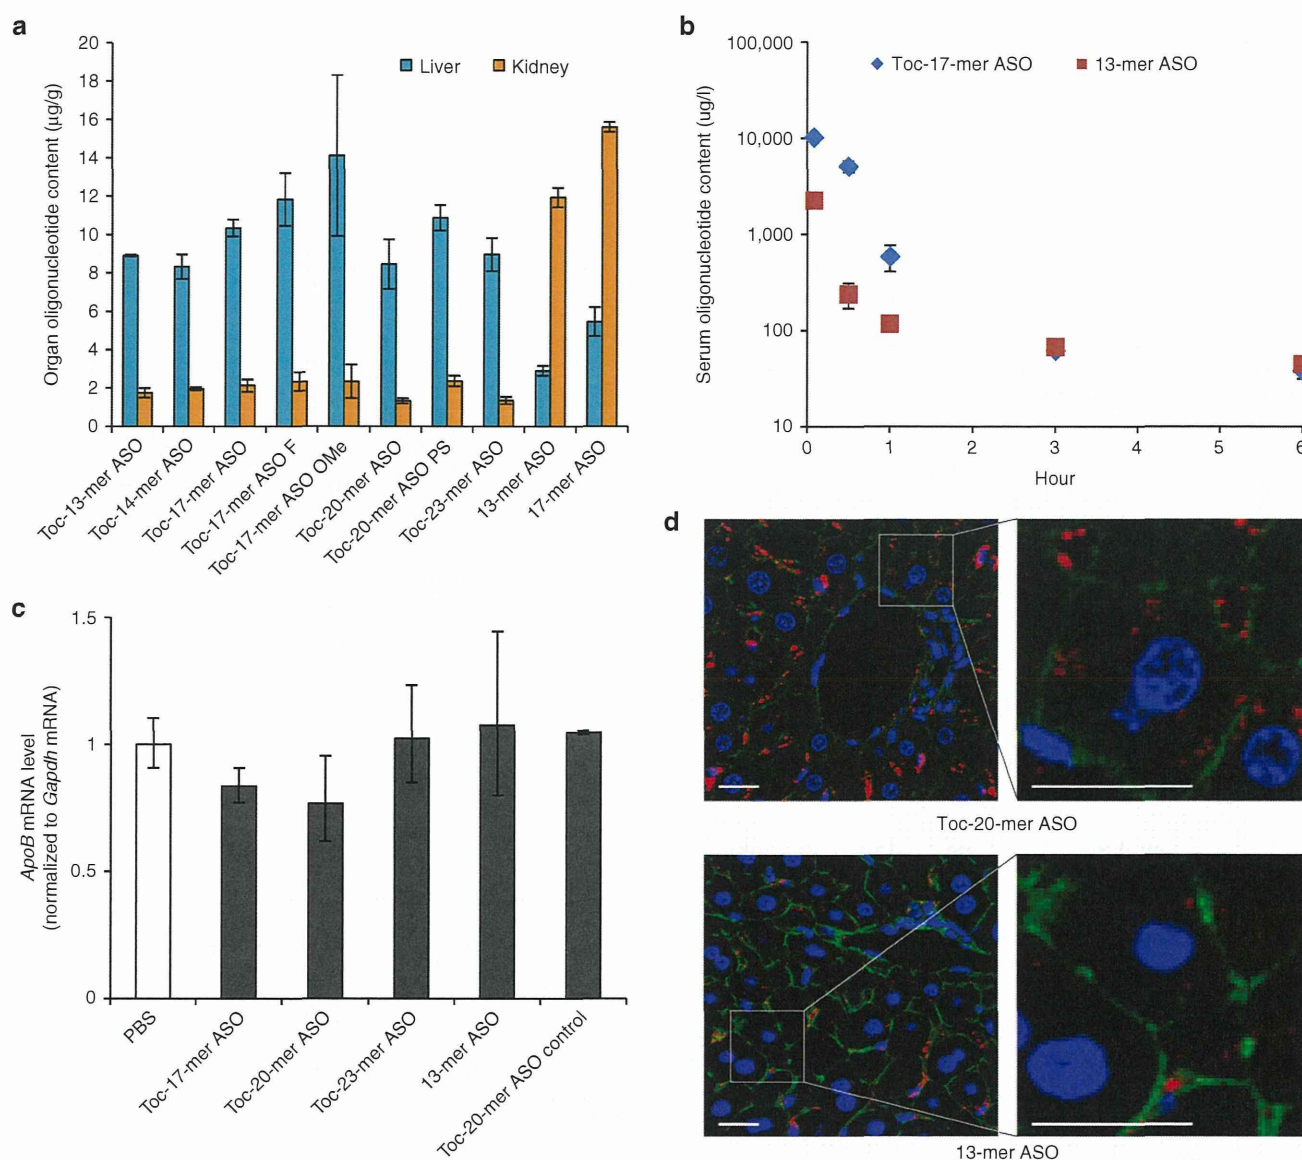 a
Organ oligonucleotide content (µg/g)
20
18
16
14
12
10
8
6
4
2
0
Liver
Kidney
Toc-13-mer ASO
Toc-14-mer ASO
Toc-17-mer ASO
Toc-17-mer ASO F
Toc-17-mer ASO OMe
Toc-20-mer ASO
Toc-20-mer ASO PS
Toc-23-mer ASO
13-mer ASO
17-mer ASO
b
Serum oligonucleotide content (ug/l)
100,000
10,000
1,000
100
10
Toc-17-mer ASO
13-mer ASO
0
1
2
3
4
5
6
Hour
c
ApoB mRNA level
(normalized to Gapdh mRNA)
1.5
1
0.5
0
PBS
Toc-17-mer ASO
Toc-20-mer ASO
Toc-23-mer ASO
13-mer ASO
Toc-20-mer ASO control
d
Toc-20-mer ASO
13-mer ASO